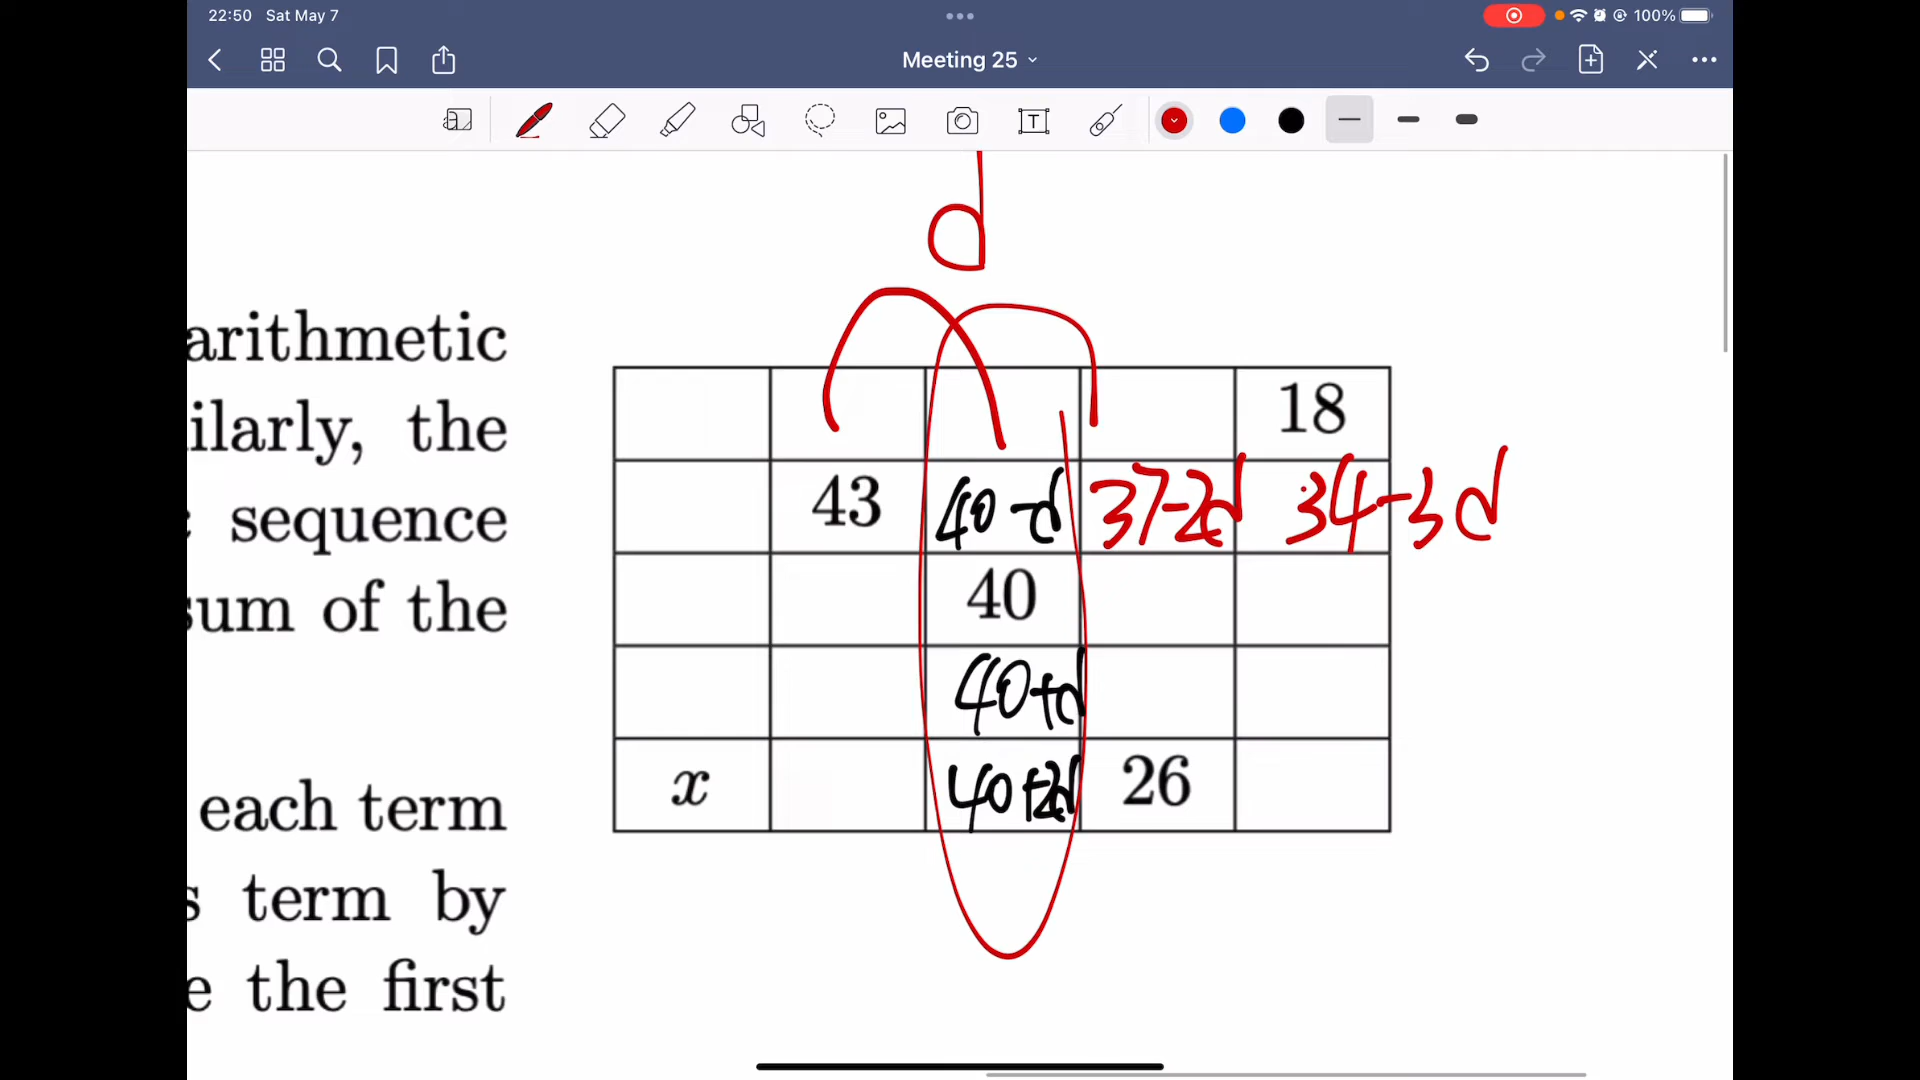 22:50 Sat May 7
100%
Meeting 25
T
d
arithmetic
ilarly, the
sequence
sum of the
each term
s term by
e the first
18
43 40-d 37-2d 34-3d
40
40+d
x 40+2d 26